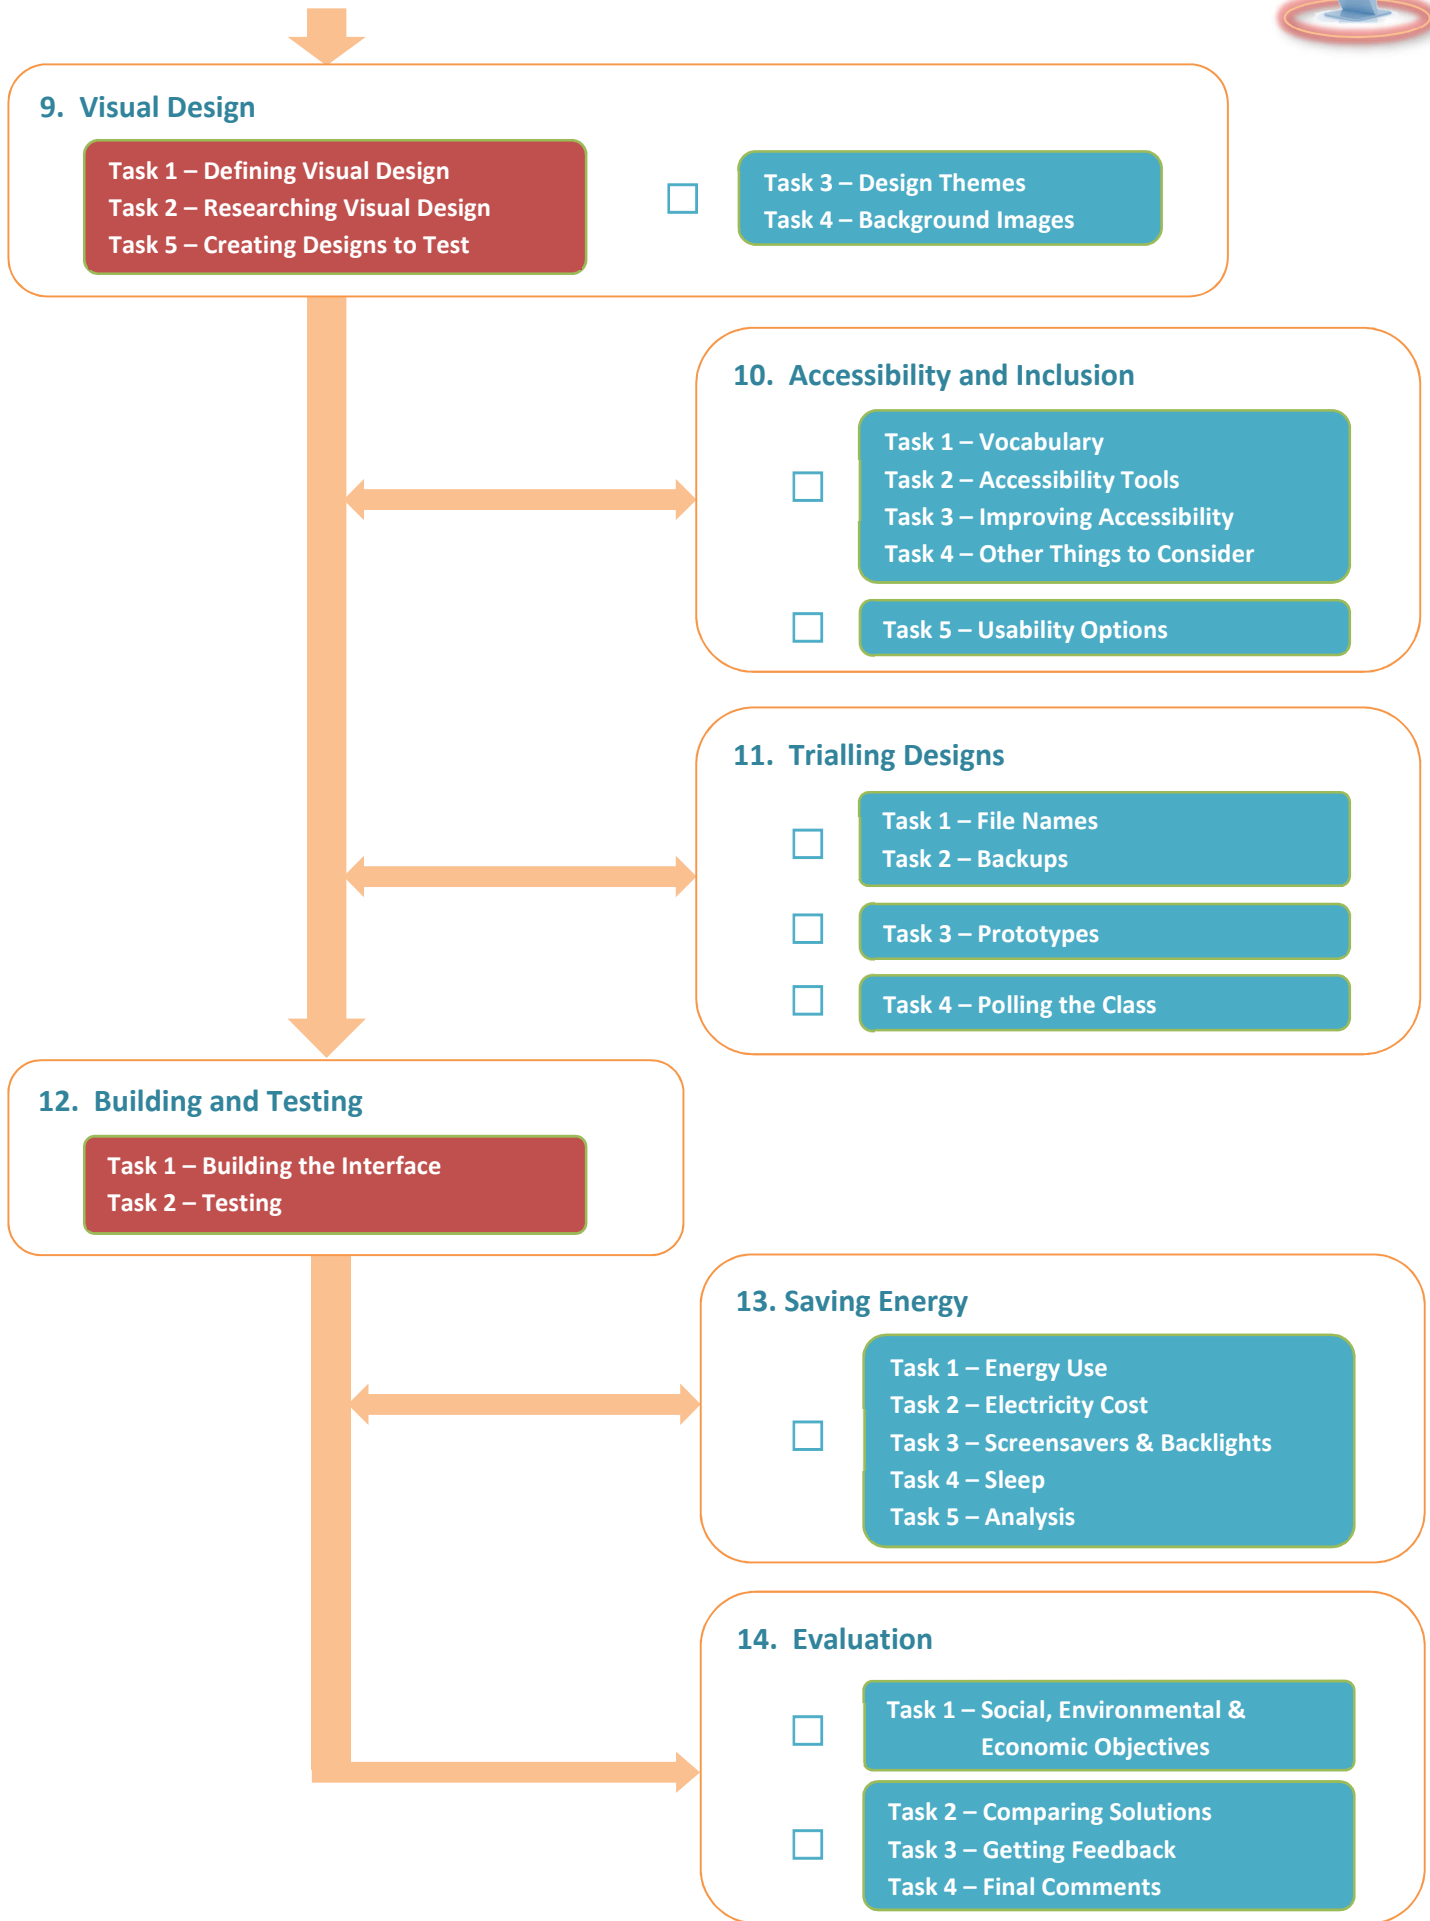 9. Visual Design
Task 1 – Defining Visual Design
Task 2 – Researching Visual Design
Task 5 – Creating Designs to Test
Task 3 – Design Themes
Task 4 – Background Images
10. Accessibility and Inclusion
Task 1 – Vocabulary
Task 2 – Accessibility Tools
Task 3 – Improving Accessibility
Task 4 – Other Things to Consider
Task 5 – Usability Options
11. Trialling Designs
Task 1 – File Names
Task 2 – Backups
Task 3 – Prototypes
Task 4 – Polling the Class
12. Building and Testing
Task 1 – Building the Interface
Task 2 – Testing
13. Saving Energy
Task 1 – Energy Use
Task 2 – Electricity Cost
Task 3 – Screensavers & Backlights
Task 4 – Sleep
Task 5 – Analysis
14. Evaluation
Task 1 – Social, Environmental &
Economic Objectives
Task 2 – Comparing Solutions
Task 3 – Getting Feedback
Task 4 – Final Comments